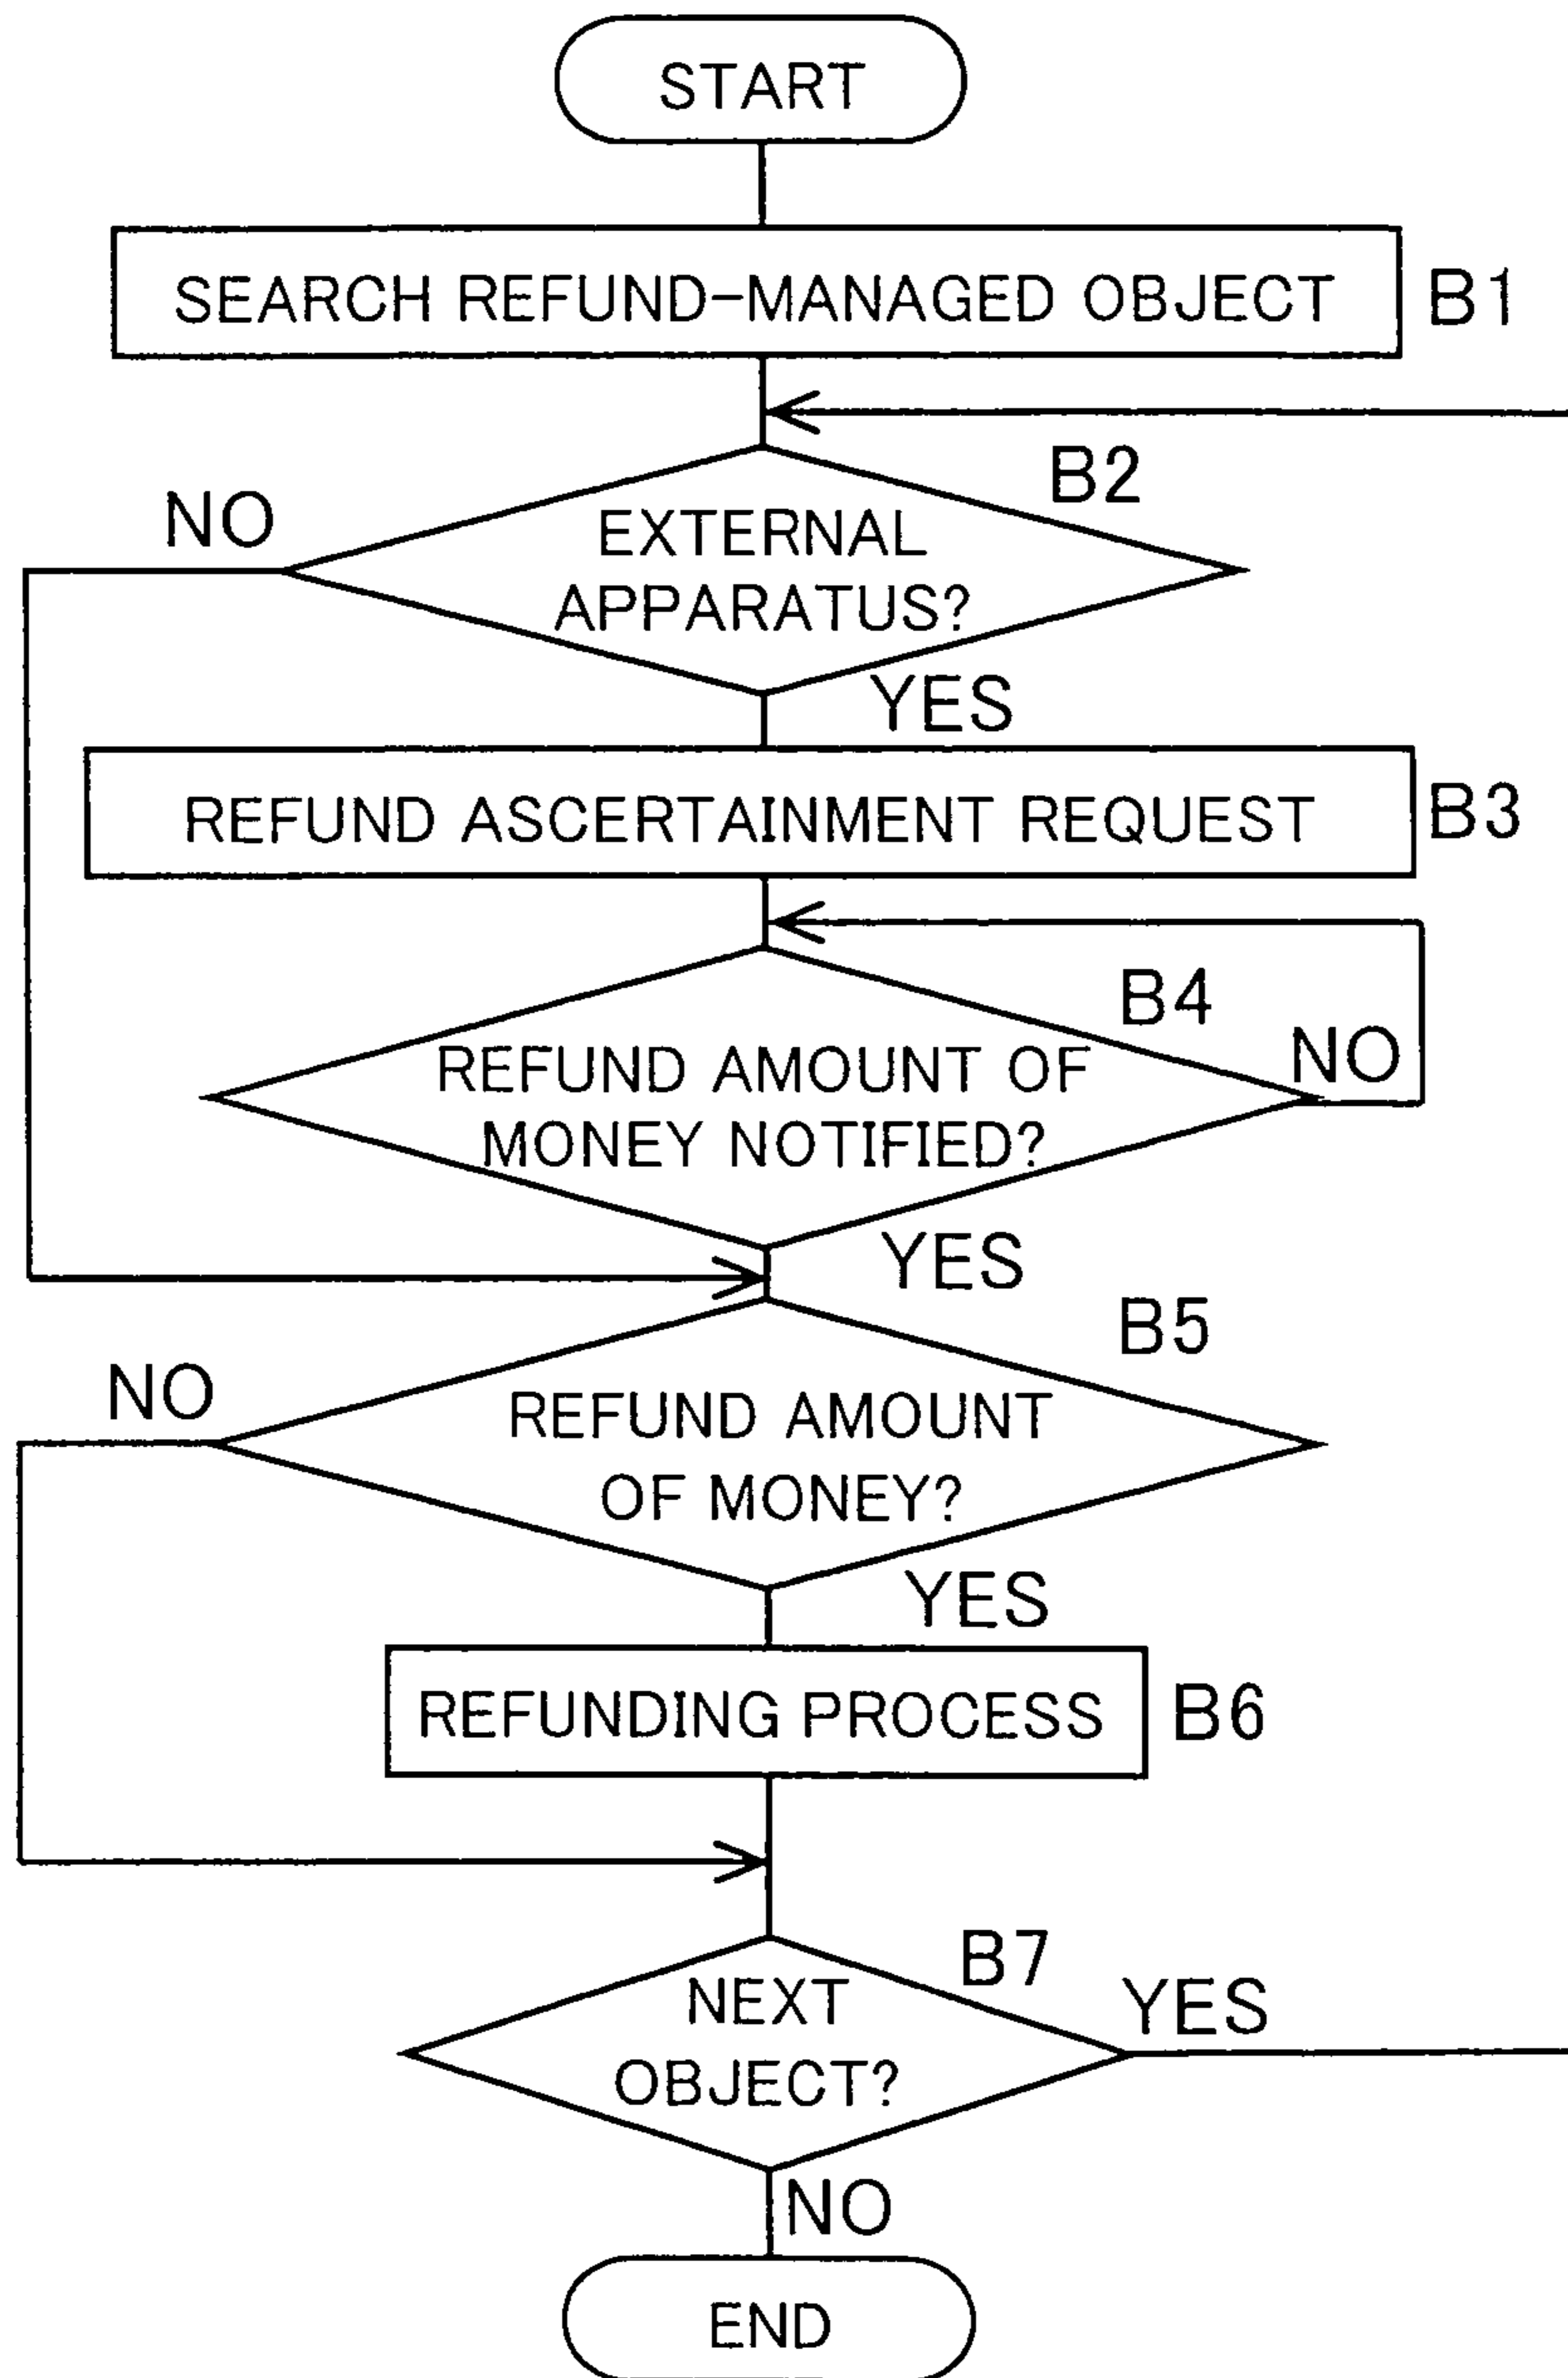 START
SEARCH REFUND-MANAGED OBJECT
B1
B2
NO
EXTERNAL
APPARATUS?
YES
REFUND ASCERTAINMENT REQUEST
B3
B4
NO
REFUND AMOUNT OF
MONEY NOTIFIED?
YES
B5
NO
REFUND AMOUNT
OF MONEY?
YES
REFUNDING PROCESS
B6
B7
NEXT
OBJECT?
YES
NO
END